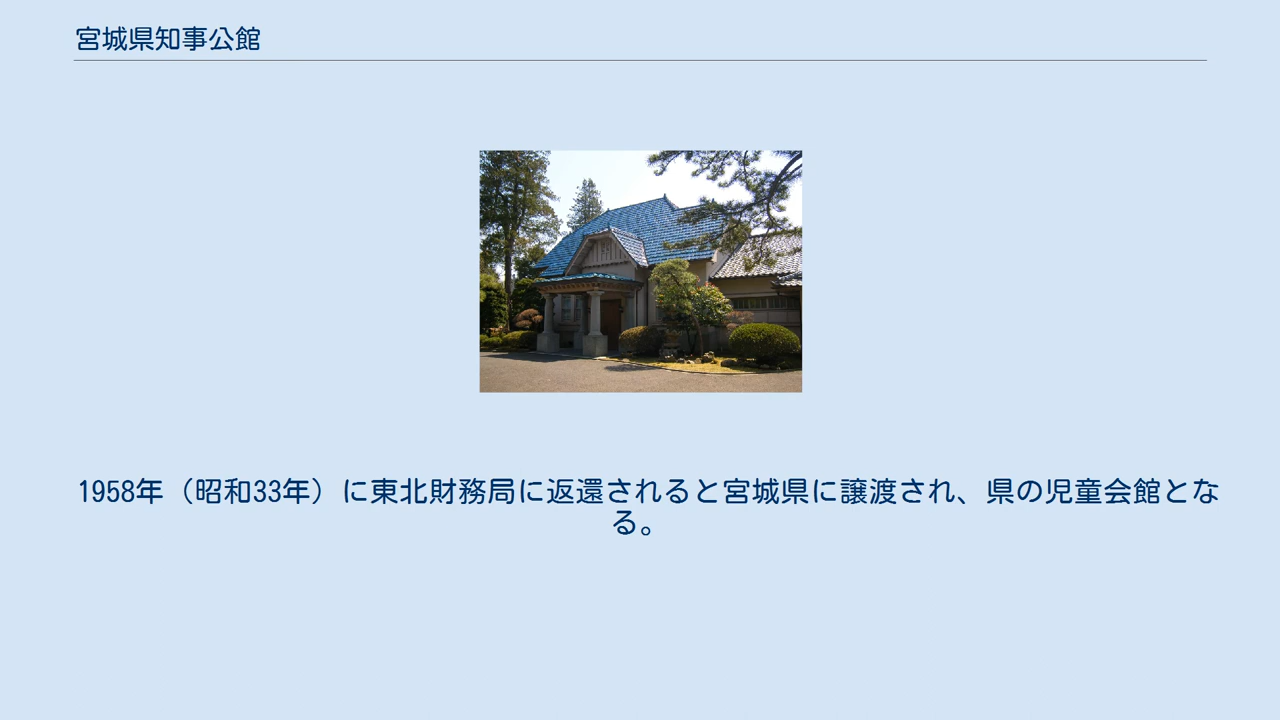 宮城県知事公館
1958年（昭和33年）に東北財務局に返還されると宮城県に譲渡され、県の児童会館とな
る。